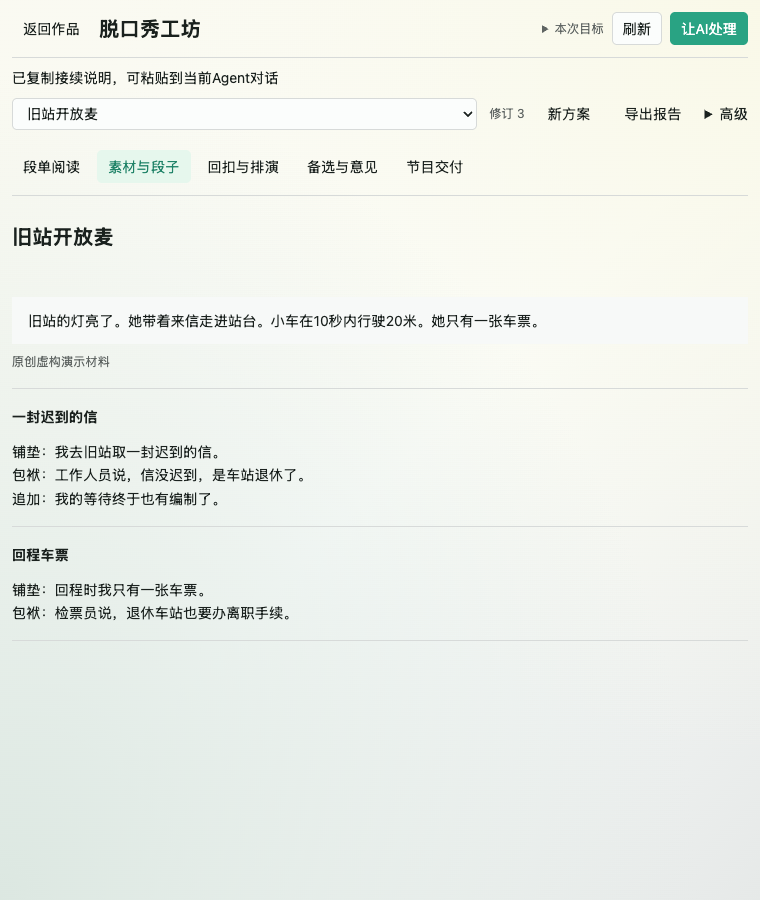 返回作品 脱口秀工坊 ▶ 本次目标 刷新 让AI处理
已复制接续说明，可粘贴到当前Agent对话
旧站开放麦 修订 3 新方案 导出报告 ▶ 高级
段单阅读 素材与段子 回扣与排演 备选与意见 节目交付
旧站开放麦
旧站的灯亮了。她带着来信走进站台。小车在10秒内行驶20米。她只有一张车票。
原创虚构演示材料
一封迟到的信
铺垫：我去旧站取一封迟到的信。
包袱：工作人员说，信没迟到，是车站退休了。
追加：我的等待终于也有编制了。
回程车票
铺垫：回程时我只有一张车票。
包袱：检票员说，退休车站也要办离职手续。